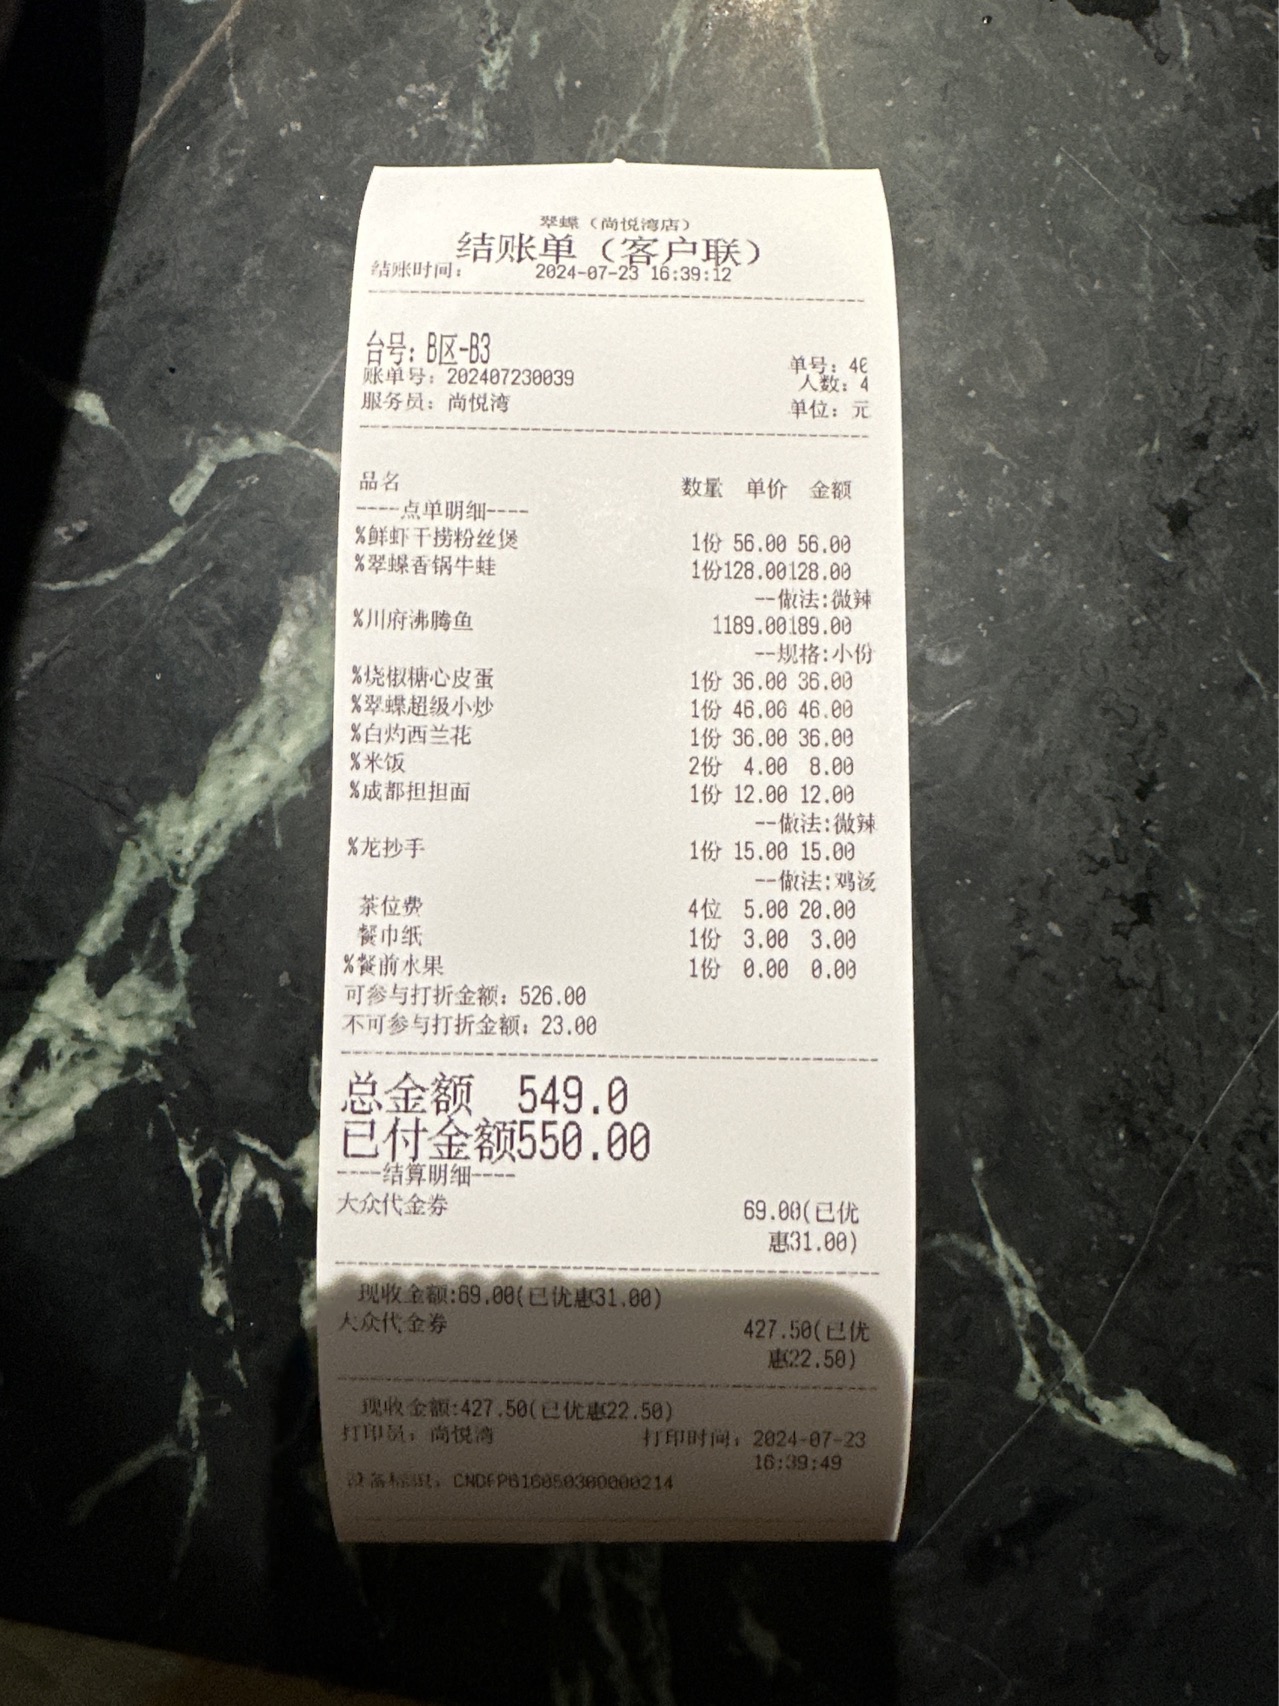 翠蝶（尚悦湾店）
结账单（客户联）
结账时间： 2024-07-23 16:39:12
台号：B区-B3
单号：46
账单号：202407230039
人数：4
服务员：尚悦湾
单位：元
品名 数量 单价 金额
----点单明细----
%鲜虾干捞粉丝煲 1份 56.00 56.00
%翠蝶香锅牛蛙 1份128.00128.00
--做法:微辣
%川府沸腾鱼 1189.00189.00
--规格:小份
%烧椒糖心皮蛋 1份 36.00 36.00
%翠蝶超级小炒 1份 46.00 46.00
%白灼西兰花 1份 36.00 36.00
%米饭 2份 4.00 8.00
%成都担担面 1份 12.00 12.00
--做法:微辣
%龙抄手 1份 15.00 15.00
--做法:鸡汤
茶位费 4位 5.00 20.00
餐巾纸 1份 3.00 3.00
%餐前水果 1份 0.00 0.00
可参与打折金额：526.00
不可参与打折金额：23.00
总金额 549.0
已付金额550.00
----结算明细----
大众代金券 69.00(已优
惠31.00)
现收金额:69.00(已优惠31.00)
大众代金券 427.50(已优
惠22.50)
现收金额:427.50(已优惠22.50)
打印员：尚悦湾 打印时间：2024-07-23
16:39:49
设备标识：